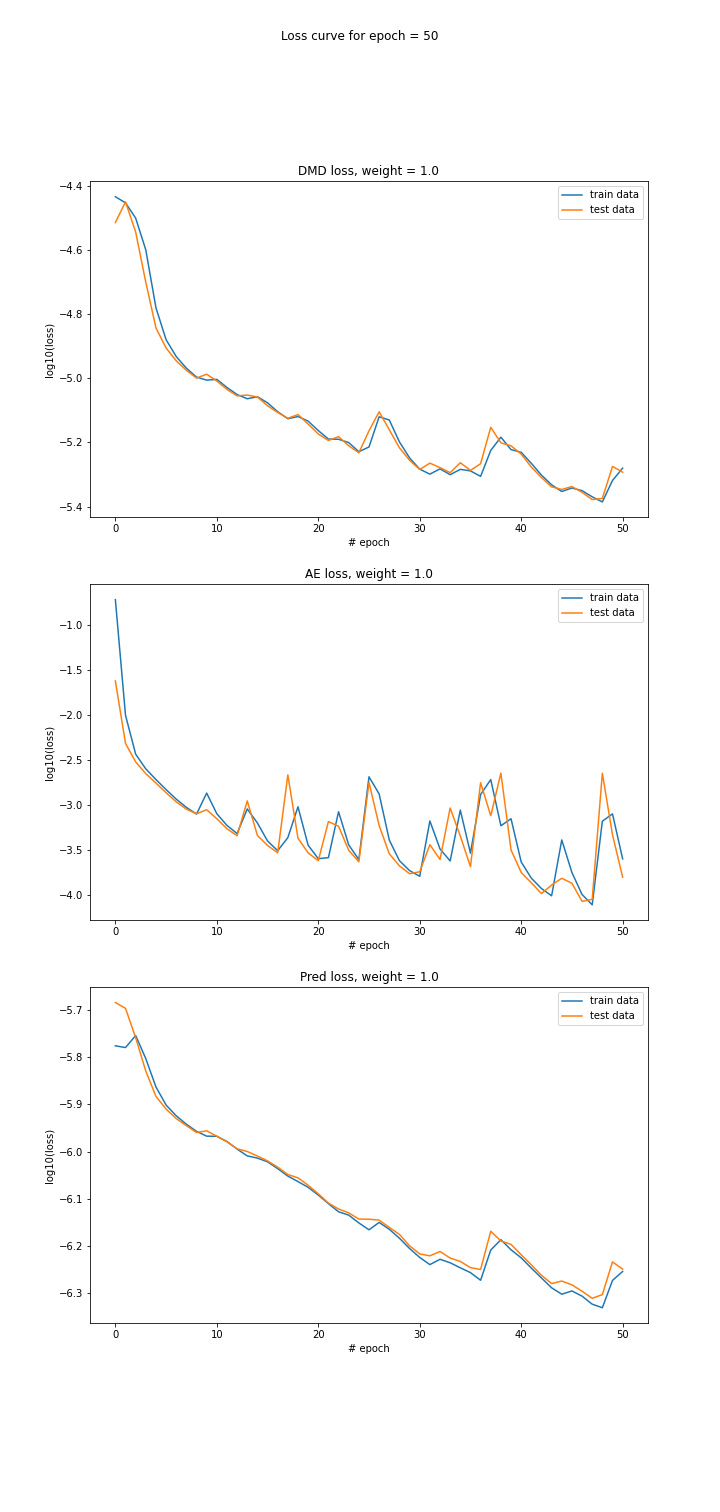 Loss curve for epoch = 50
DMD loss, weight = 1.0
train data
test data
−4.4
−4.6
−4.8
−5.0
−5.2
−5.4
log10(loss)
0 10 20 30 40 50
# epoch
AE loss, weight = 1.0
train data
test data
−1.0
−1.5
−2.0
−2.5
−3.0
−3.5
−4.0
log10(loss)
0 10 20 30 40 50
# epoch
Pred loss, weight = 1.0
train data
test data
−5.7
−5.8
−5.9
−6.0
−6.1
−6.2
−6.3
log10(loss)
0 10 20 30 40 50
# epoch